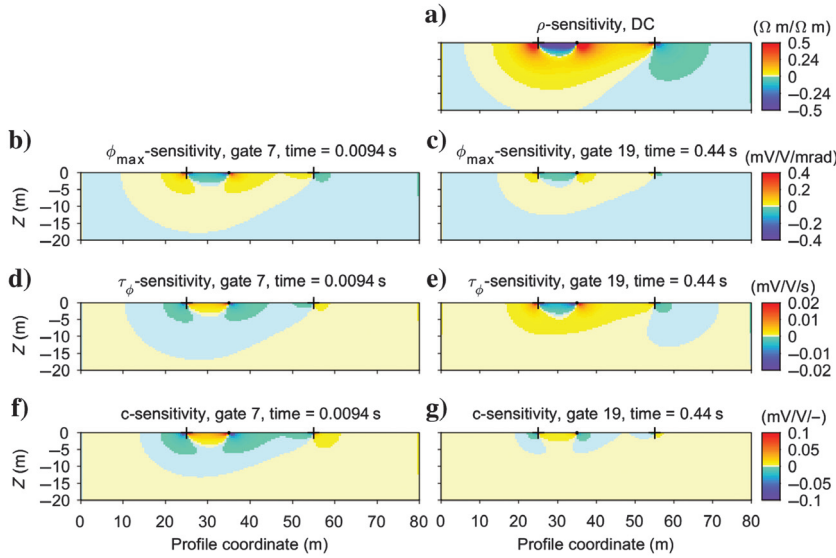 a) ρ-sensitivity, DC (Ω m/Ω m)
0.5
0.24
0
−0.24
−0.5
b) ϕmax-sensitivity, gate 7, time = 0.0094 s
c) ϕmax-sensitivity, gate 19, time = 0.44 s (mV/V/mrad)
Z (m)
0
−5
−10
−15
−20
0.4
0.2
0
−0.2
−0.4
d) τϕ-sensitivity, gate 7, time = 0.0094 s
e) τϕ-sensitivity, gate 19, time = 0.44 s (mV/V/s)
Z (m)
0
−5
−10
−15
−20
0.02
0.01
0
−0.01
−0.02
f) c-sensitivity, gate 7, time = 0.0094 s
g) c-sensitivity, gate 19, time = 0.44 s (mV/V/-)
Z (m)
0
−5
−10
−15
−20
0.1
0.05
0
−0.05
−0.1
0 10 20 30 40 50 60 70 80
0 10 20 30 40 50 60 70 80
Profile coordinate (m)
Profile coordinate (m)